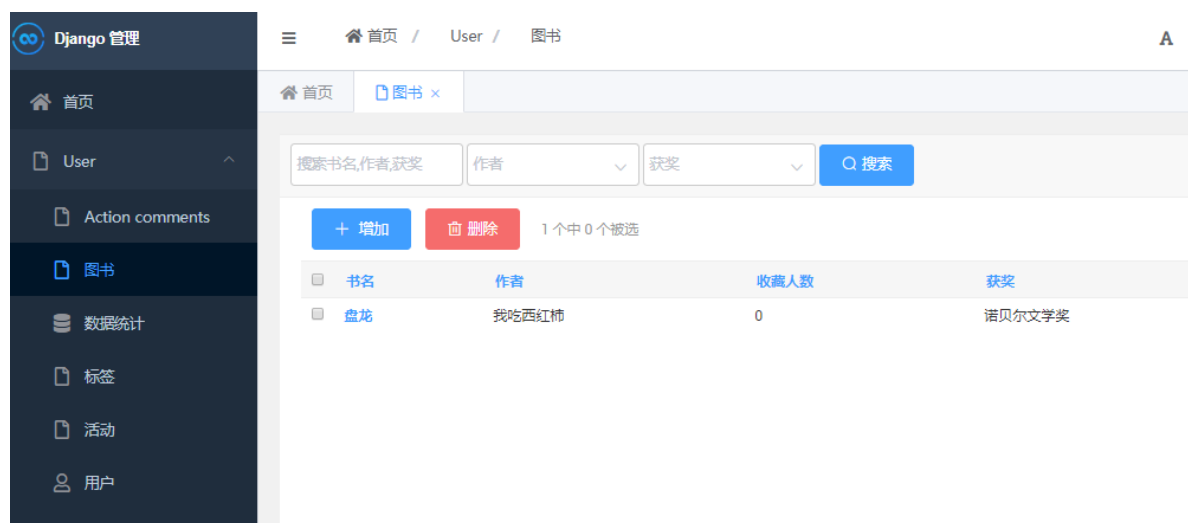 Django 管理
首页 / User / 图书
A
首页
图书 ×
首页
User
Action comments
图书
数据统计
标签
活动
用户
搜索书名,作者,获奖 作者 获奖 搜索
+ 增加 删除 1 个中 0 个被选
书名 作者 收藏人数 获奖
盘龙 我吃西红柿 0 诺贝尔文学奖